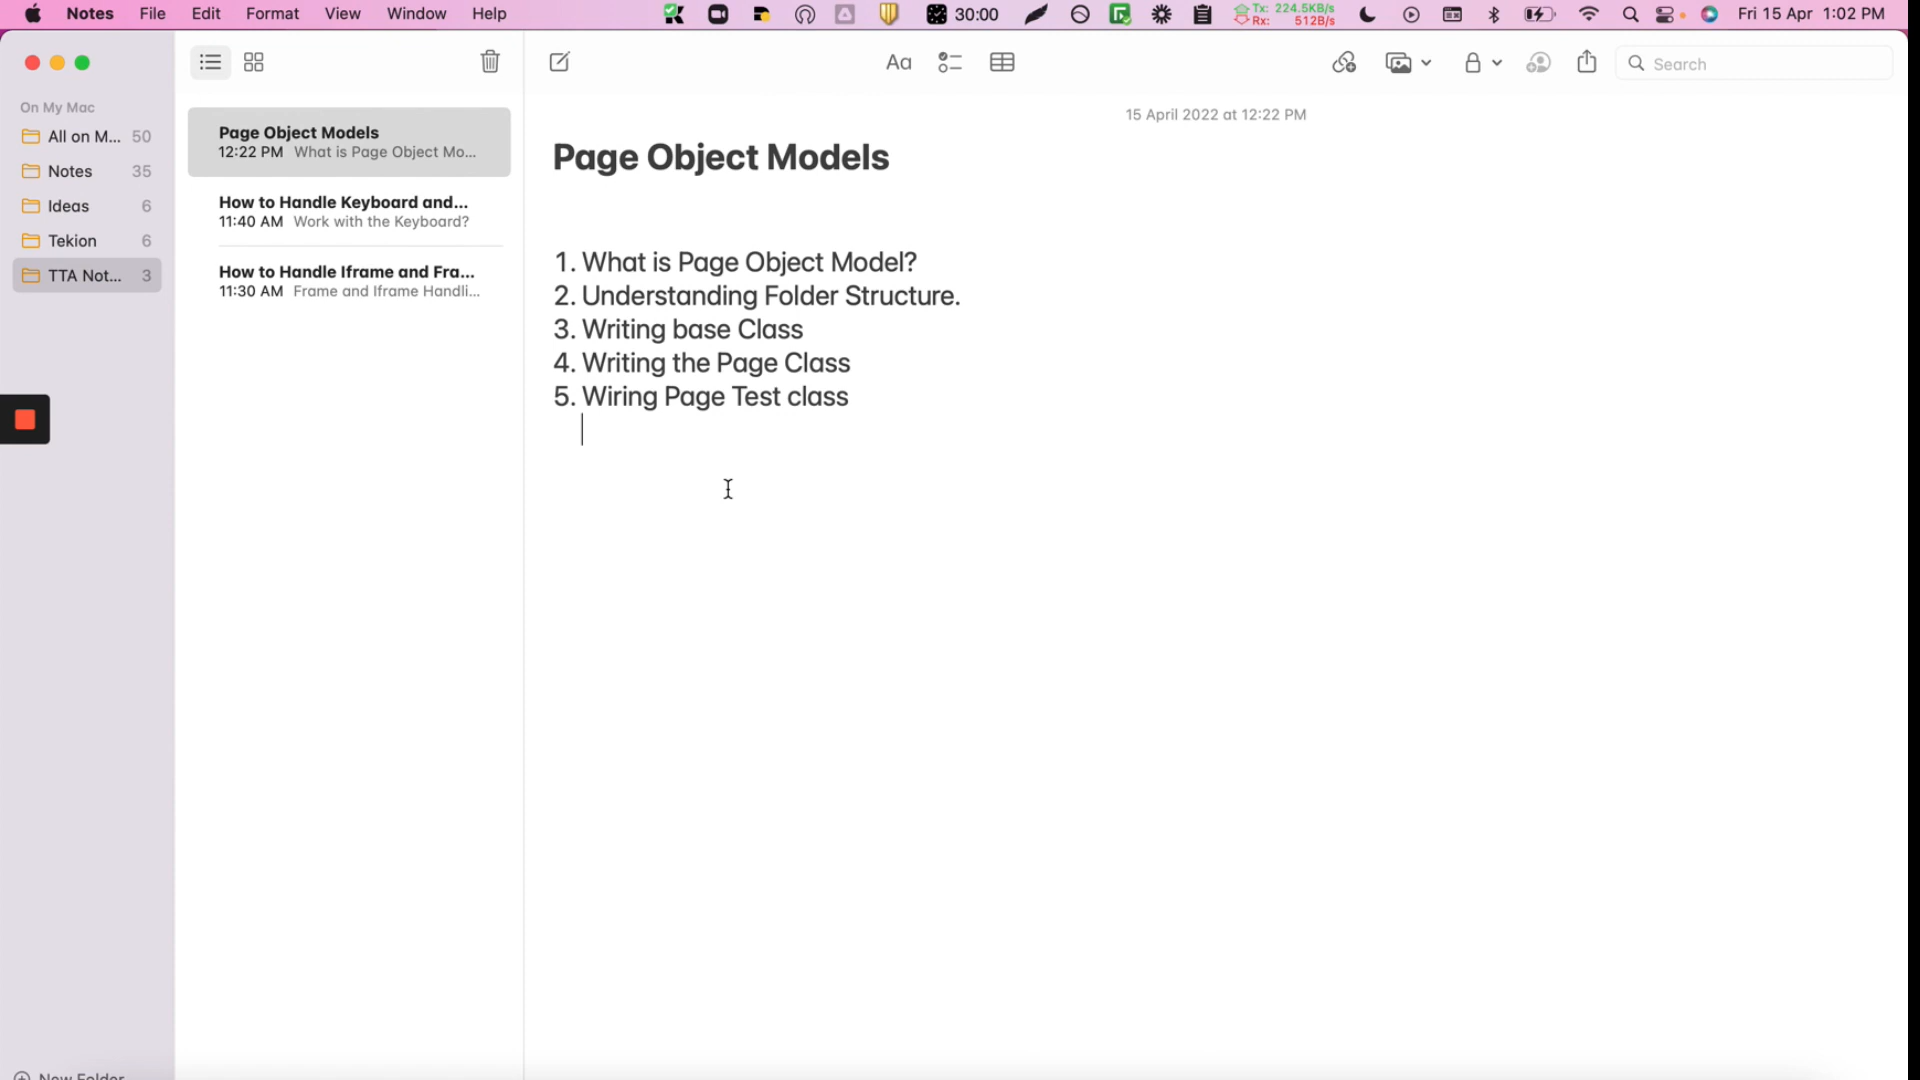 Notes File Edit Format View Window Help 30:00 Tx: 224.5KB/s Rx: 512B/s Fri 15 Apr 1:02 PM
Search
On My Mac
All on M... 50
Notes 35
Ideas 6
Tekion 6
TTA Not... 3
New Folder
Page Object Models
12:22 PM What is Page Object Mo...
How to Handle Keyboard and...
11:40 AM Work with the Keyboard?
How to Handle Iframe and Fra...
11:30 AM Frame and Iframe Handli...
Aa
15 April 2022 at 12:22 PM
Page Object Models
1. What is Page Object Model?
2. Understanding Folder Structure.
3. Writing base Class
4. Writing the Page Class
5. Wiring Page Test class